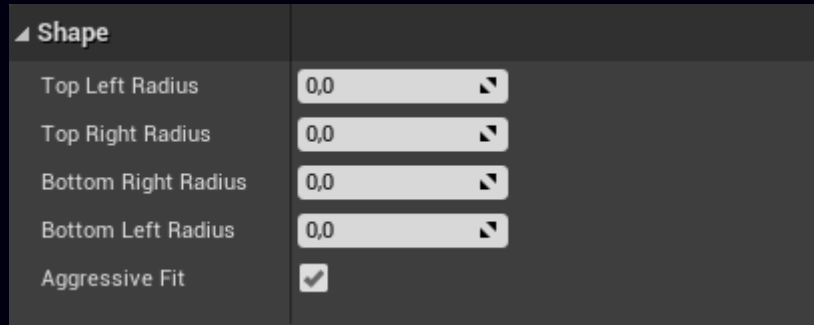 Shape
Top Left Radius 0,0
Top Right Radius 0,0
Bottom Right Radius 0,0
Bottom Left Radius 0,0
Aggressive Fit